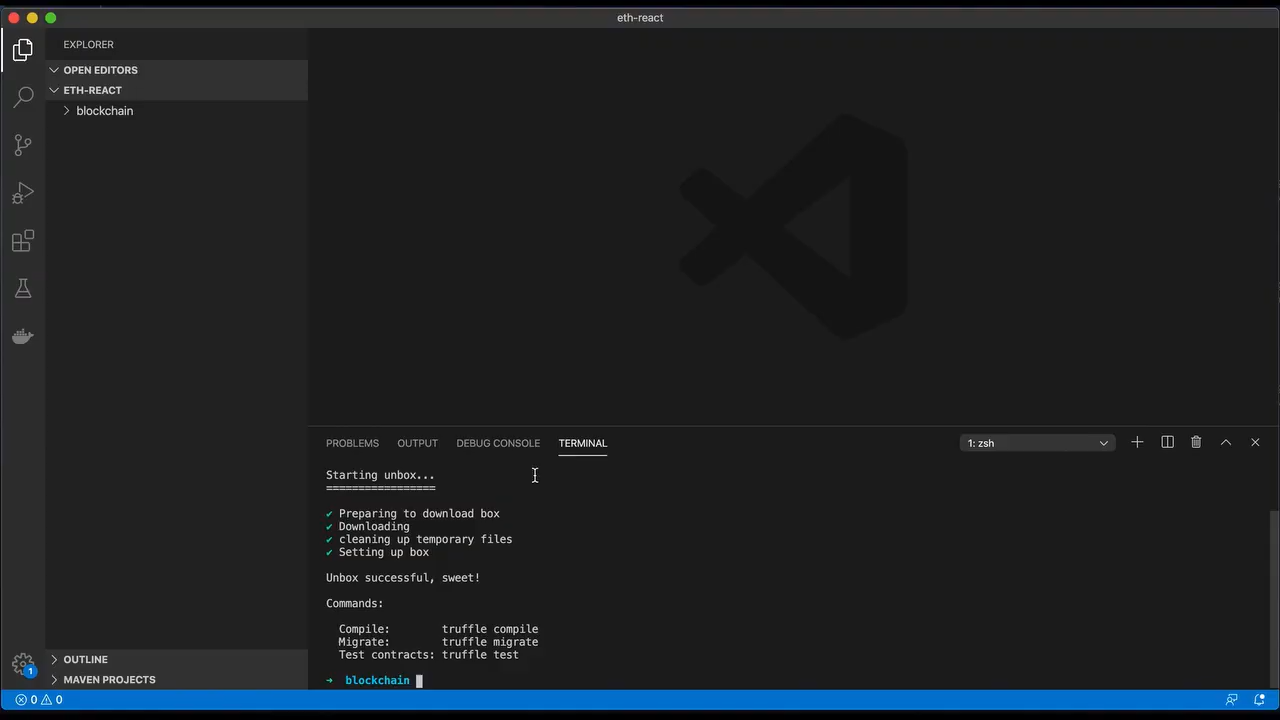 eth-react
EXPLORER
OPEN EDITORS
ETH-REACT
blockchain
PROBLEMS OUTPUT DEBUG CONSOLE TERMINAL 1: zsh
Starting unbox...
=================
✔ Preparing to download box
✔ Downloading
✔ cleaning up temporary files
✔ Setting up box
Unbox successful, sweet!
Commands:
Compile: truffle compile
Migrate: truffle migrate
Test contracts: truffle test
➜ blockchain
OUTLINE
MAVEN PROJECTS
1
0 0